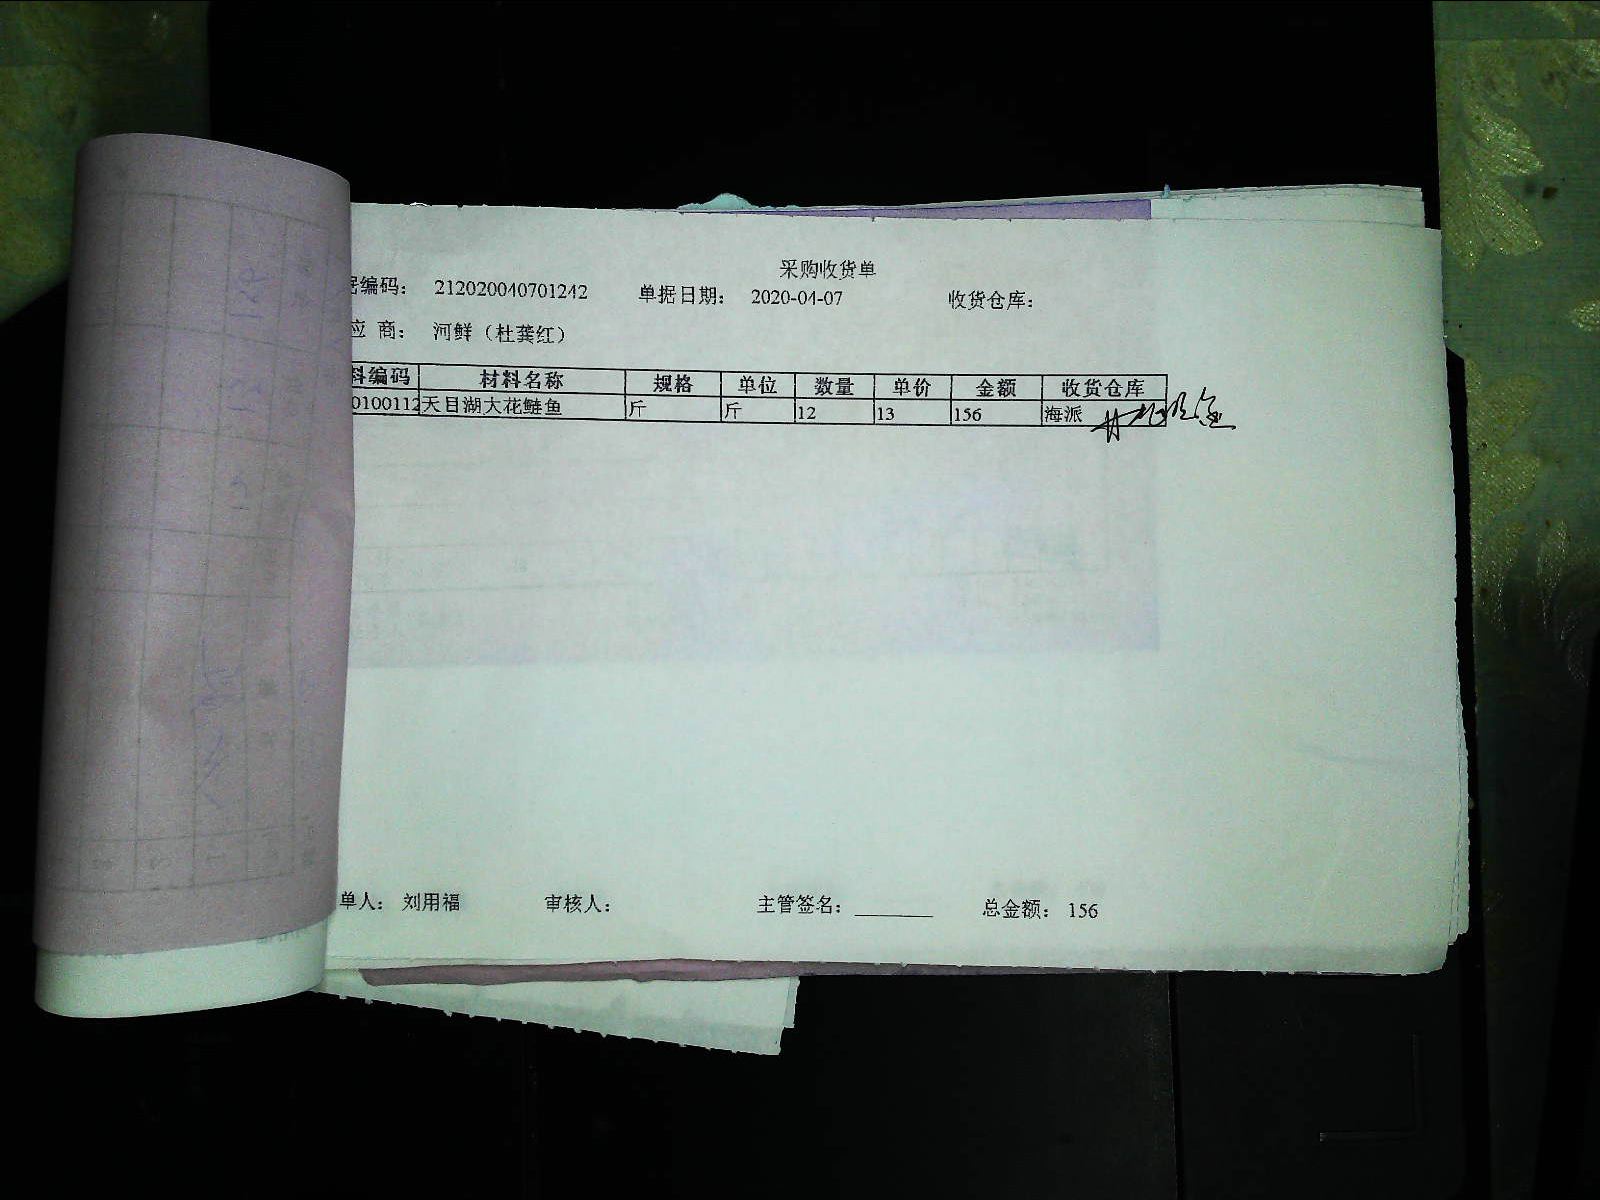 采购收货单
据编码： 212020040701242 单据日期： 2020-04-07 收货仓库：
应 商： 河鲜（杜龚红）
料编码 材料名称 规格 单位 数量 单价 金额 收货仓库
0100112 天目湖大花鲢鱼 斤 斤 12 13 156 海派
单人： 刘用福 审核人： 主管签名： 总金额： 156